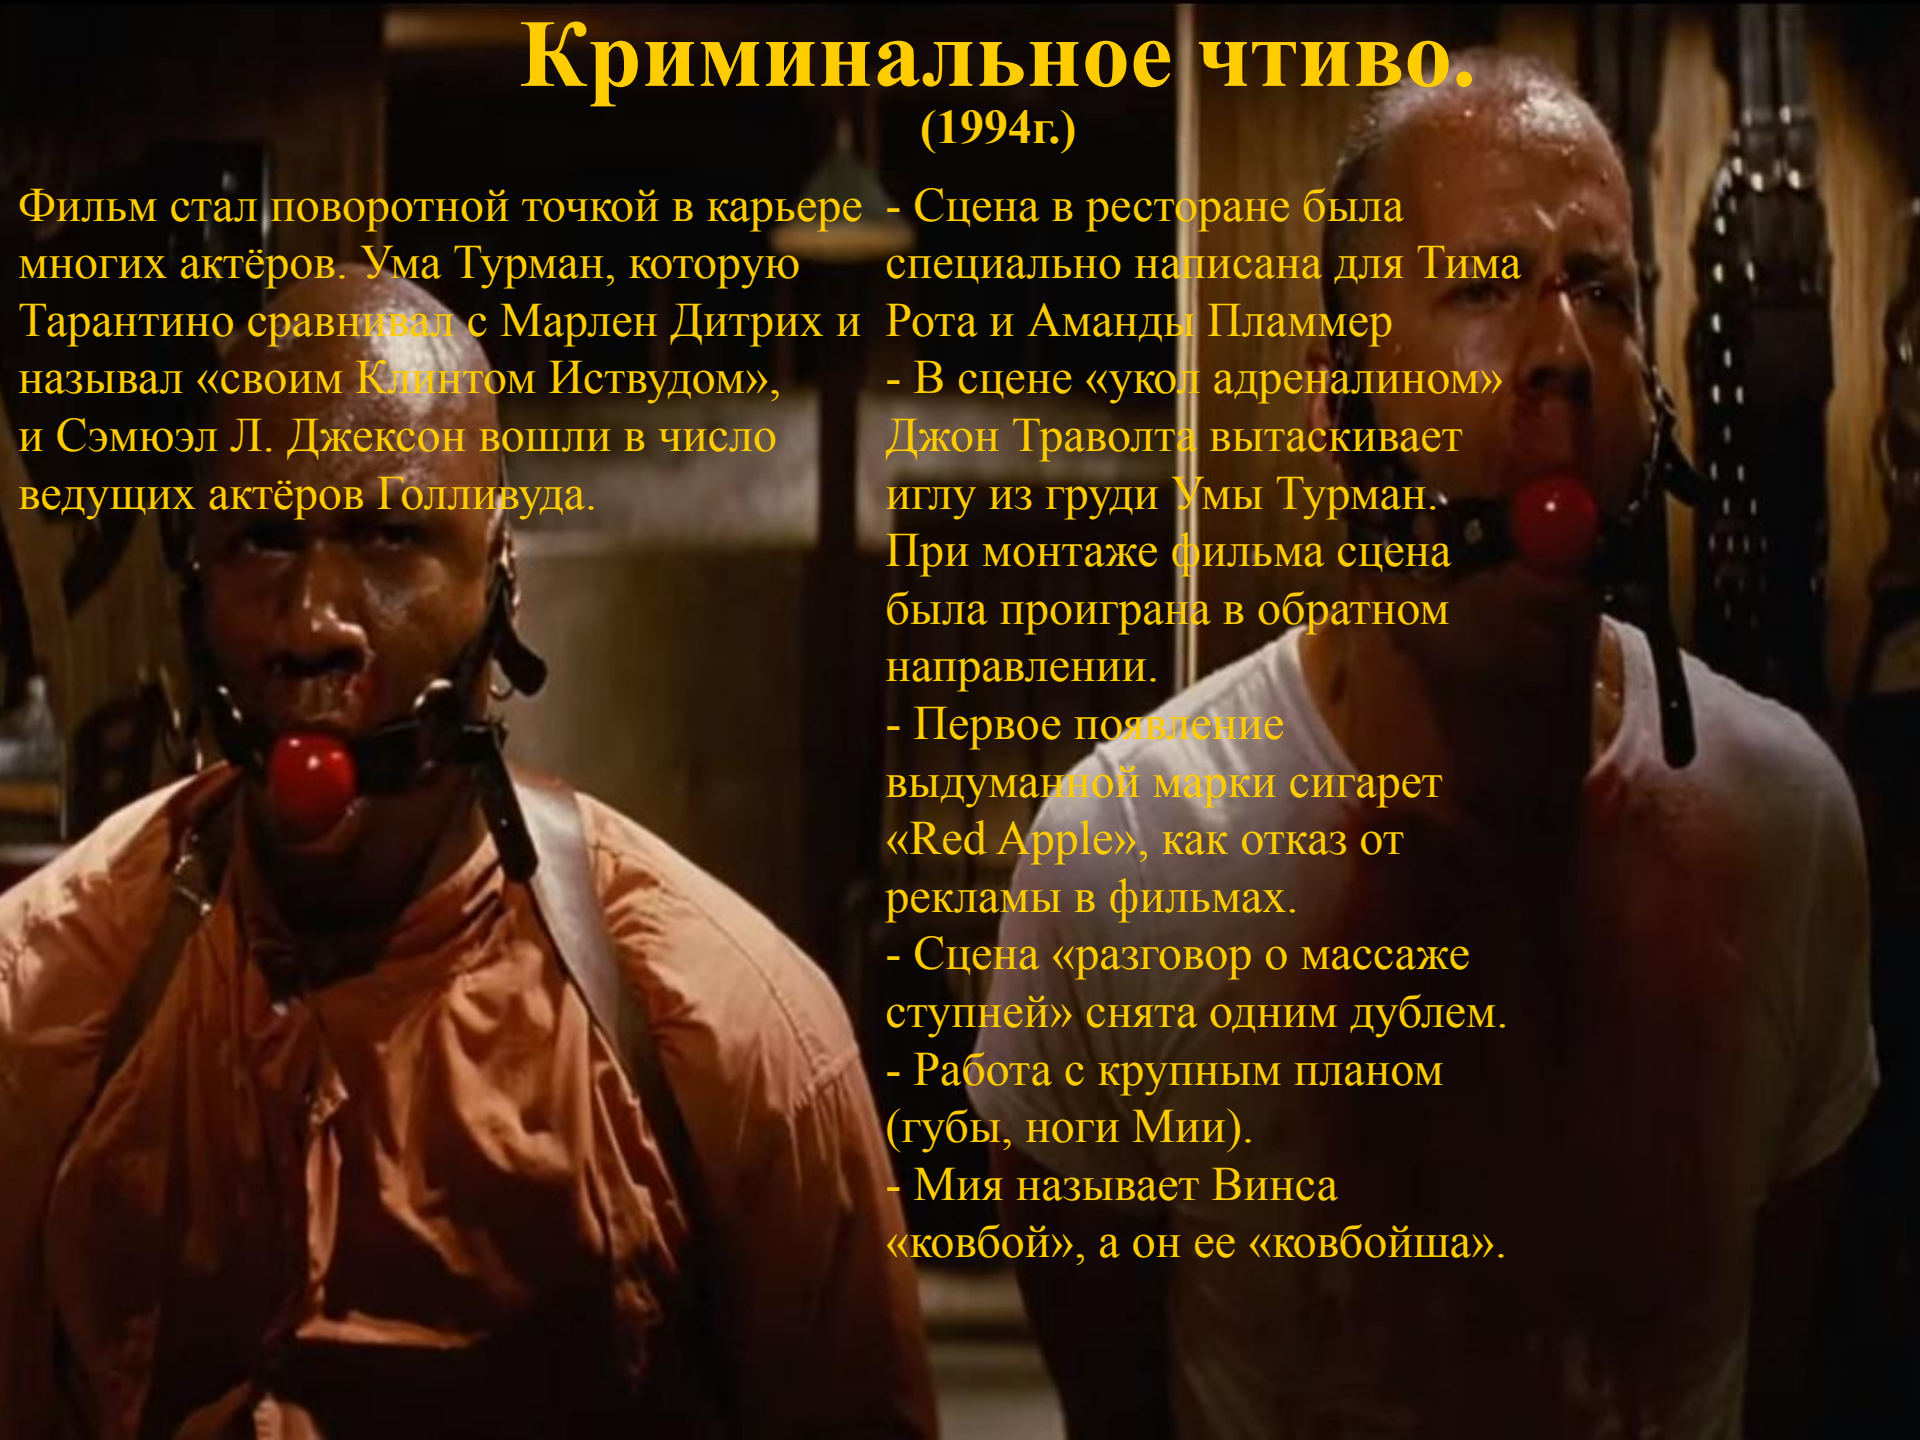 Криминальное чтиво.
(1994г.)
Фильм стал поворотной точкой в карьере
многих актёров. Ума Турман, которую
Тарантино сравнивал с Марлен Дитрих и
называл «своим Клинтом Иствудом»,
и Сэмюэл Л. Джексон вошли в число
ведущих актёров Голливуда.
- Сцена в ресторане была
специально написана для Тима
Рота и Аманды Пламмер
- В сцене «укол адреналином»
Джон Траволта вытаскивает
иглу из груди Умы Турман.
При монтаже фильма сцена
была проиграна в обратном
направлении.
- Первое появление
выдуманной марки сигарет
«Red Apple», как отказ от
рекламы в фильмах.
- Сцена «разговор о массаже
ступней» снята одним дублем.
- Работа с крупным планом
(губы, ноги Мии).
- Мия называет Винса
«ковбой», а он ее «ковбойша».